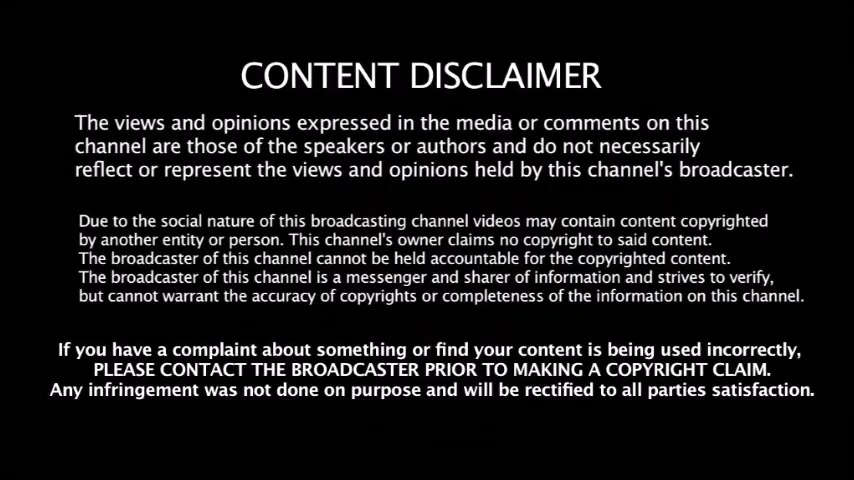 CONTENT DISCLAIMER
The views and opinions expressed in the media or comments on this
channel are those of the speakers or authors and do not necessarily
reflect or represent the views and opinions held by this channel's broadcaster.
Due to the social nature of this broadcasting channel videos may contain content copyrighted
by another entity or person. This channel's owner claims no copyright to said content.
The broadcaster of this channel cannot be held accountable for the copyrighted content.
The broadcaster of this channel is a messenger and sharer of information and strives to verify,
but cannot warrant the accuracy of copyrights or completeness of the information on this channel.
If you have a complaint about something or find your content is being used incorrectly,
PLEASE CONTACT THE BROADCASTER PRIOR TO MAKING A COPYRIGHT CLAIM.
Any infringement was not done on purpose and will be rectified to all parties satisfaction.